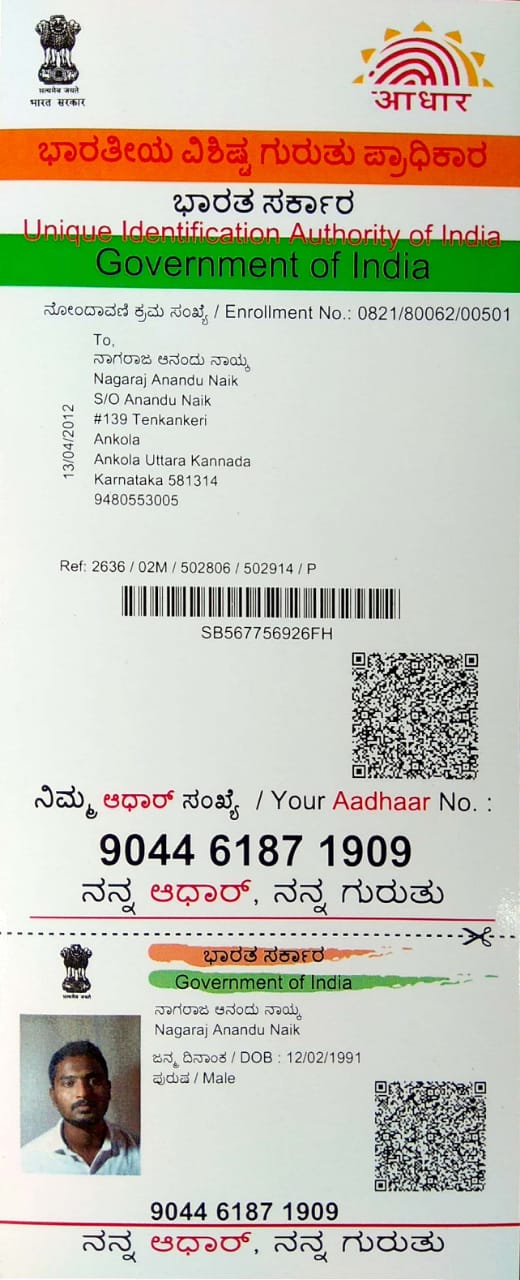 सत्यमेव जयते
भारत सरकार
आधार
ಭಾರತೀಯ ವಿಶಿಷ್ಟ ಗುರುತು ಪ್ರಾಧಿಕಾರ
ಭಾರತ ಸರ್ಕಾರ
Unique Identification Authority of India
Government of India
ನೋಂದಾವಣಿ ಕ್ರಮ ಸಂಖ್ಯೆ / Enrollment No.: 0821/80062/00501
To,
ನಾಗರಾಜ ಆನಂದು ನಾಯ್ಕ
Nagaraj Anandu Naik
S/O Anandu Naik
#139 Tenkankeri
Ankola
Ankola Uttara Kannada
Karnataka 581314
9480553005
13/04/2012
Ref: 2636 / 02M / 502806 / 502914 / P
SB567756926FH
ನಿಮ್ಮ ಆಧಾರ್ ಸಂಖ್ಯೆ / Your Aadhaar No. :
9044 6187 1909
ನನ್ನ ಆಧಾರ್, ನನ್ನ ಗುರುತು
सत्यमेव जयते
ಭಾರತ ಸರ್ಕಾರ
Government of India
ನಾಗರಾಜ ಆನಂದು ನಾಯ್ಕ
Nagaraj Anandu Naik
ಜನ್ಮ ದಿನಾಂಕ / DOB : 12/02/1991
ಪುರುಷ / Male
9044 6187 1909
ನನ್ನ ಆಧಾರ್, ನನ್ನ ಗುರುತು